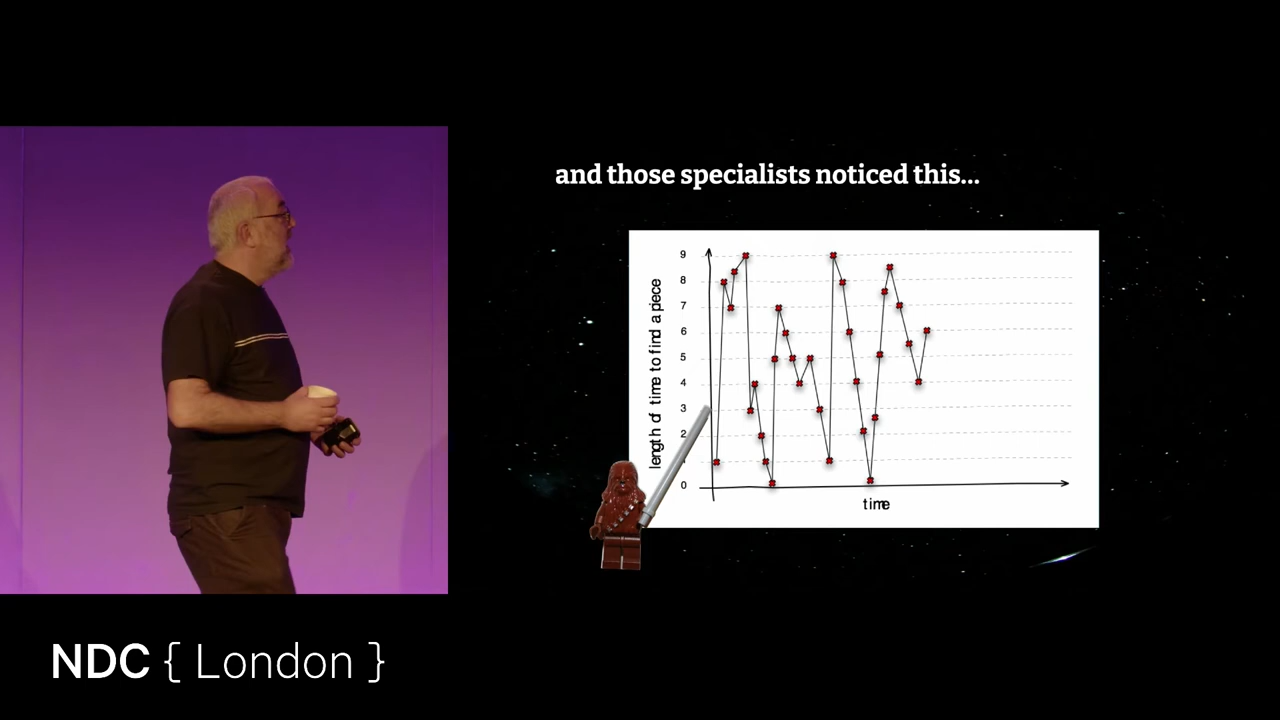 and those specialists noticed this...
9
8
7
6
5
4
3
2
0
length of time to find a piece
time
NDC { London }